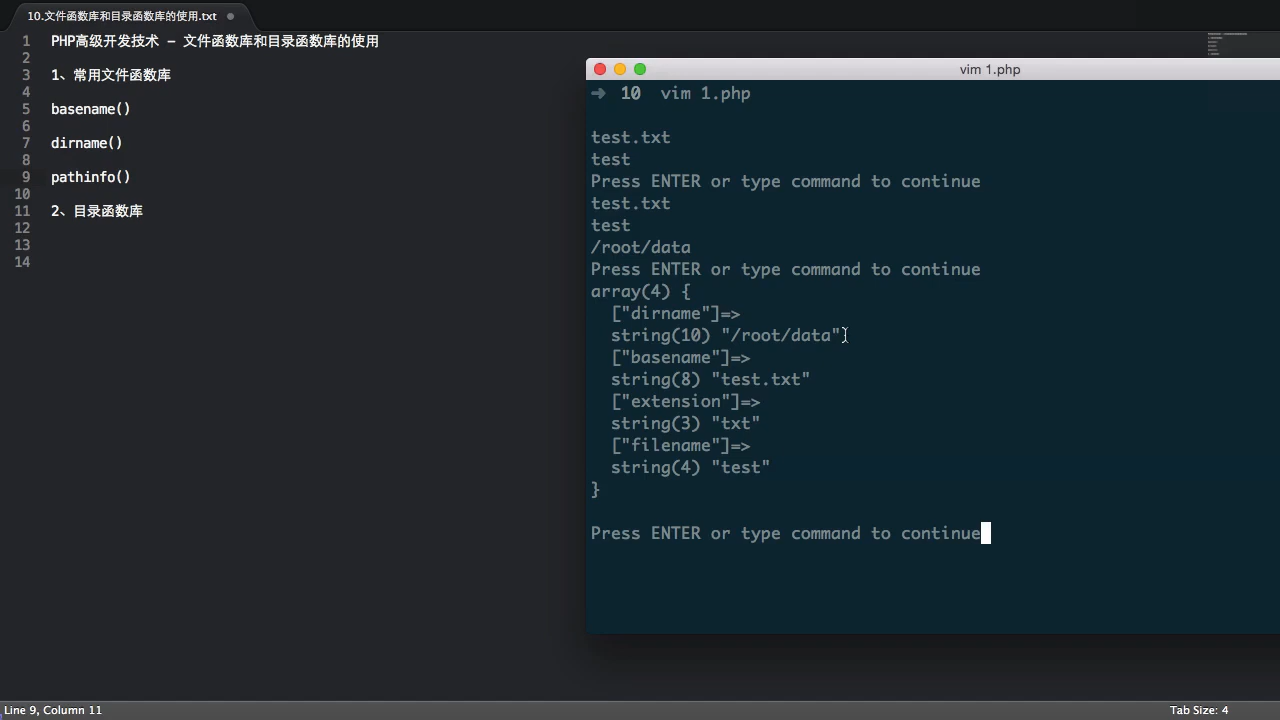 10.文件函数库和目录函数库的使用.txt
1 PHP高级开发技术 - 文件函数库和目录函数库的使用
2
3 1、常用文件函数库
4
5 basename()
6
7 dirname()
8
9 pathinfo()
10
11 2、目录函数库
12
13
14
vim 1.php
➜ 10 vim 1.php
test.txt
test
Press ENTER or type command to continue
test.txt
test
/root/data
Press ENTER or type command to continue
array(4) {
["dirname"]=>
string(10) "/root/data"
["basename"]=>
string(8) "test.txt"
["extension"]=>
string(3) "txt"
["filename"]=>
string(4) "test"
}
Press ENTER or type command to continue
Line 9, Column 11
Tab Size: 4